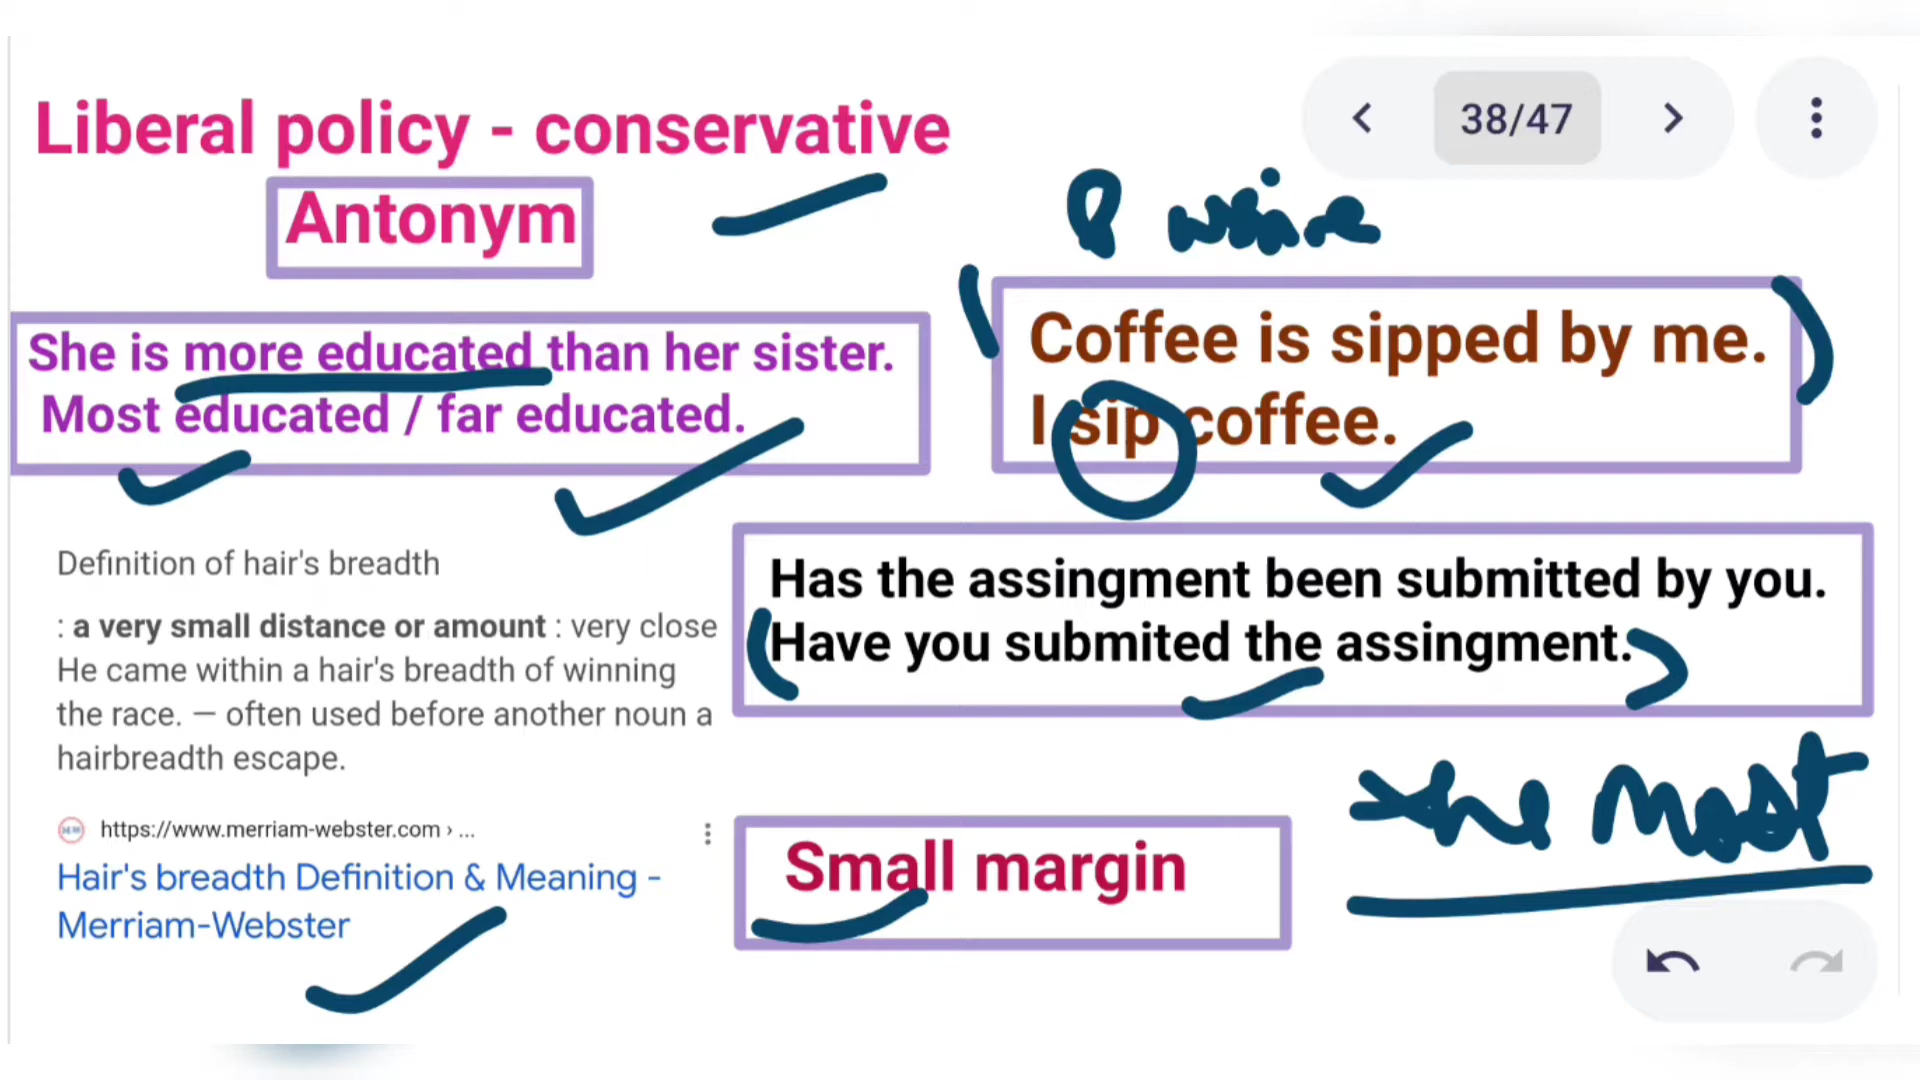 Liberal policy - conservative
Antonym
38/47
She is more educated than her sister.
Most educated / far educated.
Coffee is sipped by me.
I sip coffee.
Definition of hair's breadth
: a very small distance or amount : very close
He came within a hair's breadth of winning
the race. — often used before another noun a
hairbreadth escape.
Has the assingment been submitted by you.
Have you submited the assingment.
https://www.merriam-webster.com › ...
Hair's breadth Definition & Meaning -
Merriam-Webster
Small margin
the most